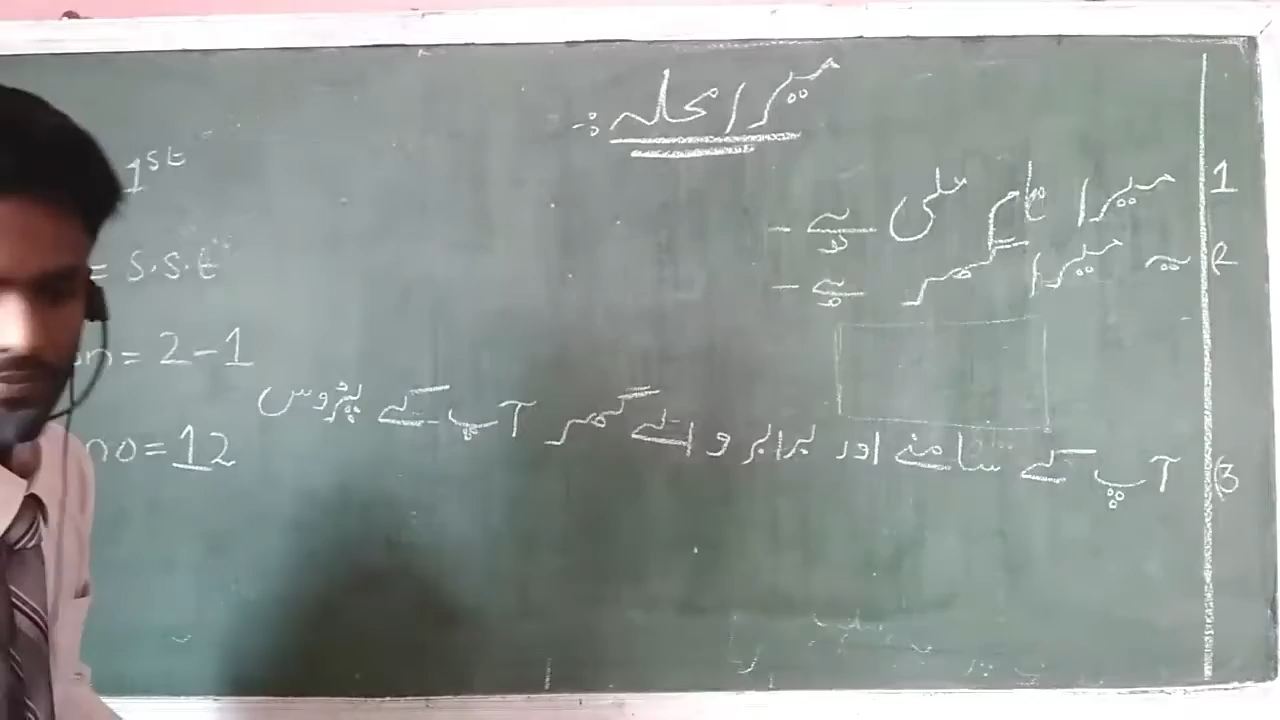 میرا محلہ :-
1 میرا نام علی ہے -
2) یہ میرا گھر ہے -
3) آپ کے سامنے اور برابر والے گھر آپ کے پڑوس
1st
= S.S.t
n = 2-1
no = 12